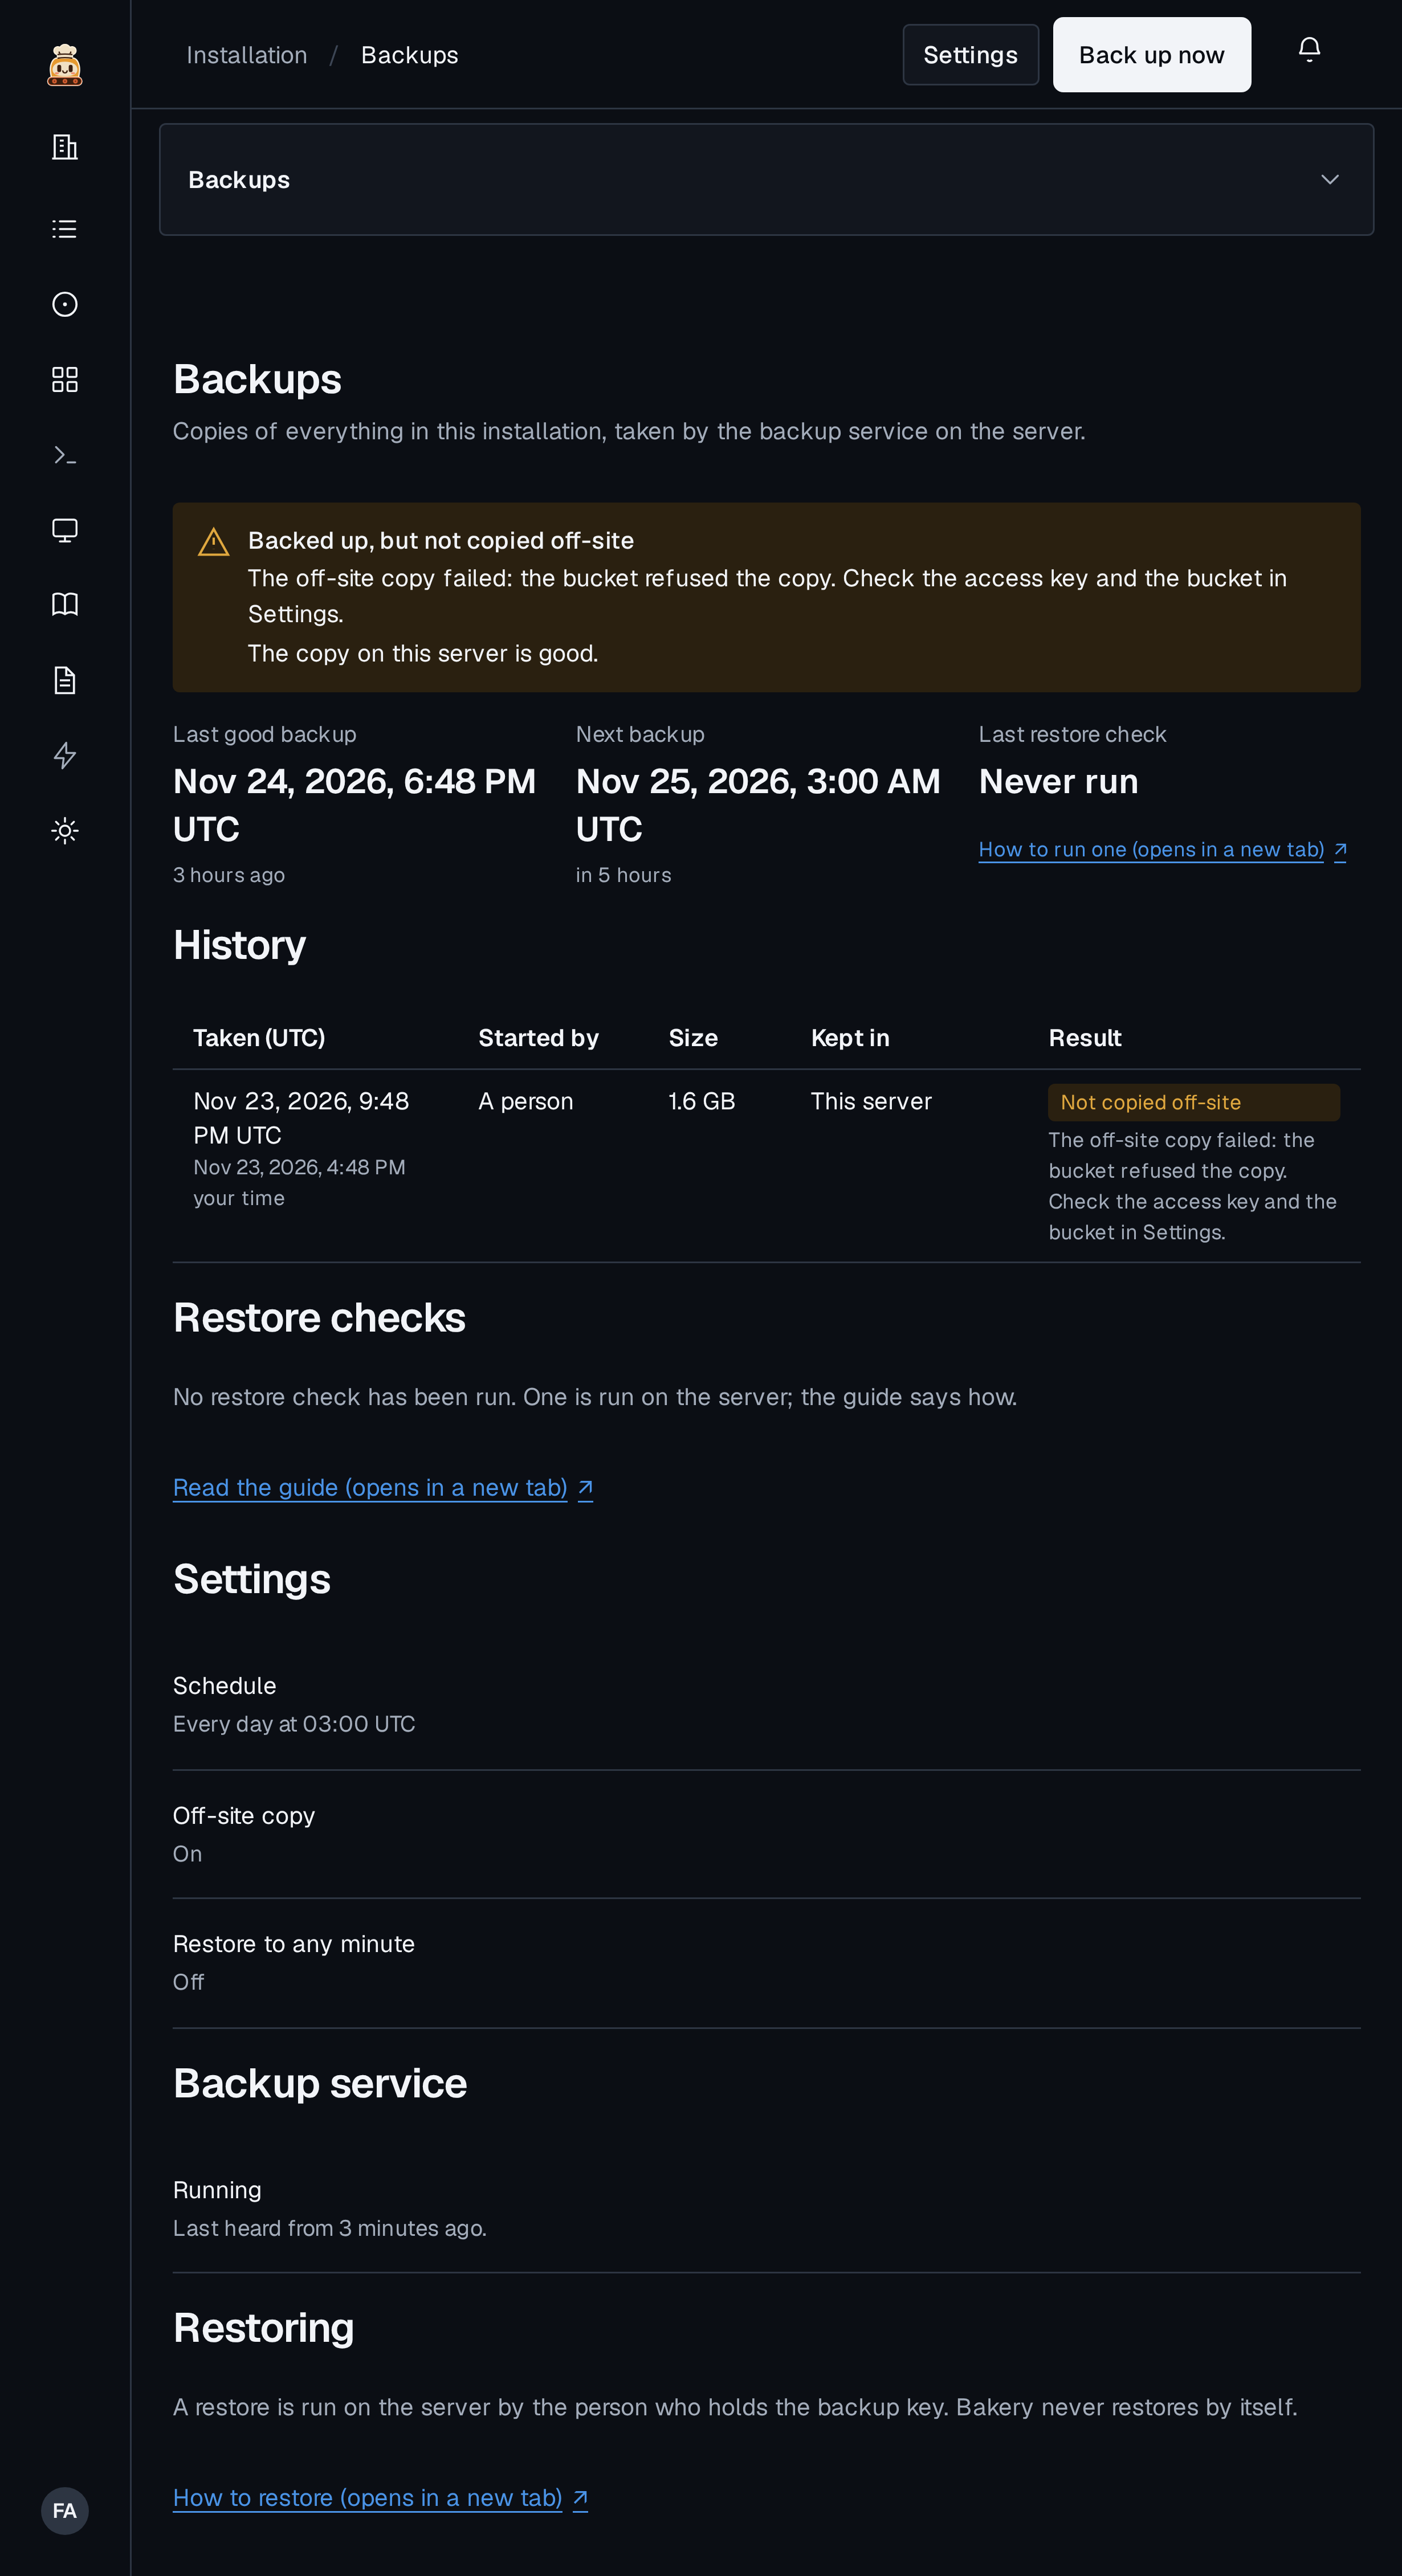 Installation / Backups
Settings
Back up now
Backups
Backups
Copies of everything in this installation, taken by the backup service on the server.
Backed up, but not copied off-site
The off-site copy failed: the bucket refused the copy. Check the access key and the bucket in
Settings.
The copy on this server is good.
Last good backup
Nov 24, 2026, 6:48 PM
UTC
3 hours ago
Next backup
Nov 25, 2026, 3:00 AM
UTC
in 5 hours
Last restore check
Never run
How to run one (opens in a new tab)
History
Taken (UTC) Started by Size Kept in Result
Nov 23, 2026, 9:48
PM UTC
Nov 23, 2026, 4:48 PM
your time
A person
1.6 GB
This server
Not copied off-site
The off-site copy failed: the
bucket refused the copy.
Check the access key and the
bucket in Settings.
Restore checks
No restore check has been run. One is run on the server; the guide says how.
Read the guide (opens in a new tab)
Settings
Schedule
Every day at 03:00 UTC
Off-site copy
On
Restore to any minute
Off
Backup service
Running
Last heard from 3 minutes ago.
Restoring
A restore is run on the server by the person who holds the backup key. Bakery never restores by itself.
How to restore (opens in a new tab)
FA